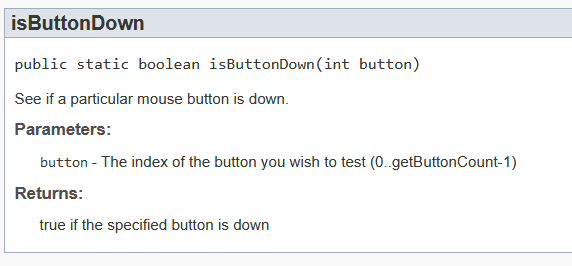 isButtonDown
public static boolean isButtonDown(int button)
See if a particular mouse button is down.
Parameters:
button - The index of the button you wish to test (0..getButtonCount-1)
Returns:
true if the specified button is down